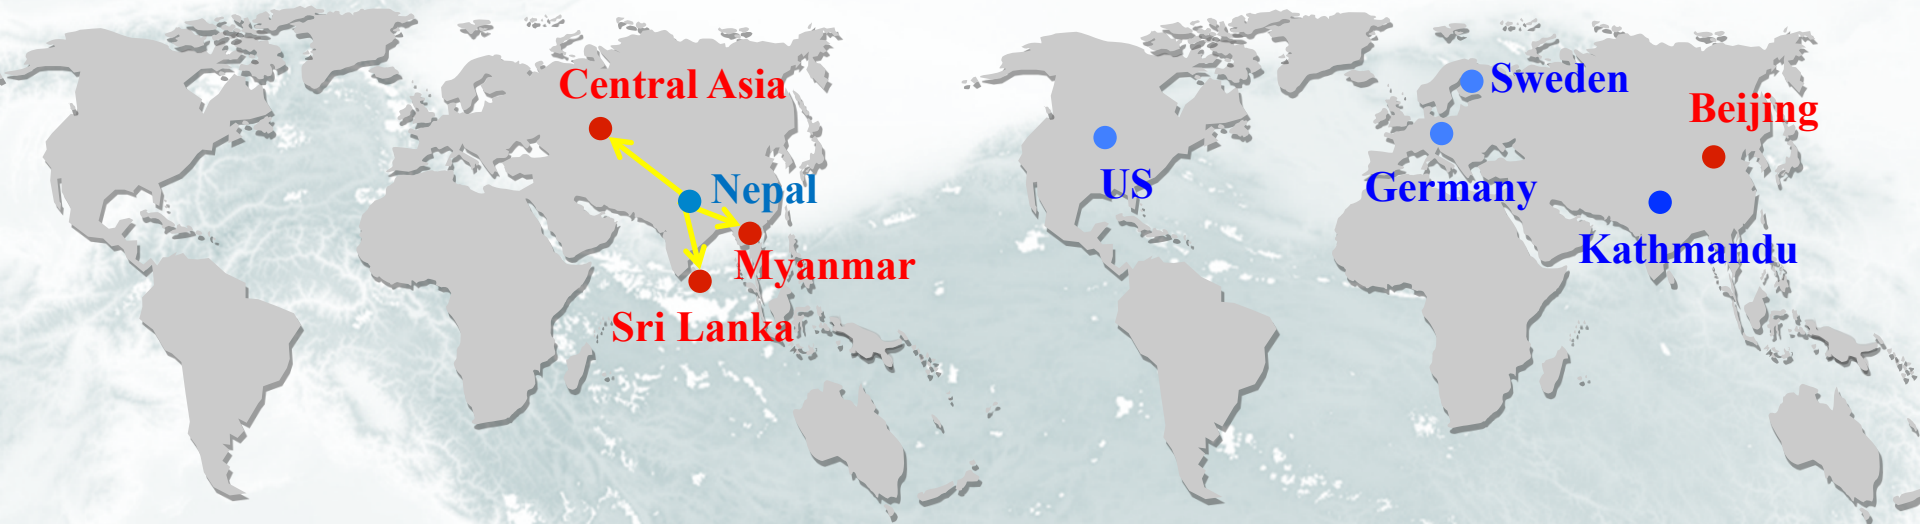 Central Asia
Nepal
Myanmar
Sri Lanka
Sweden
Beijing
US
Germany
Kathmandu